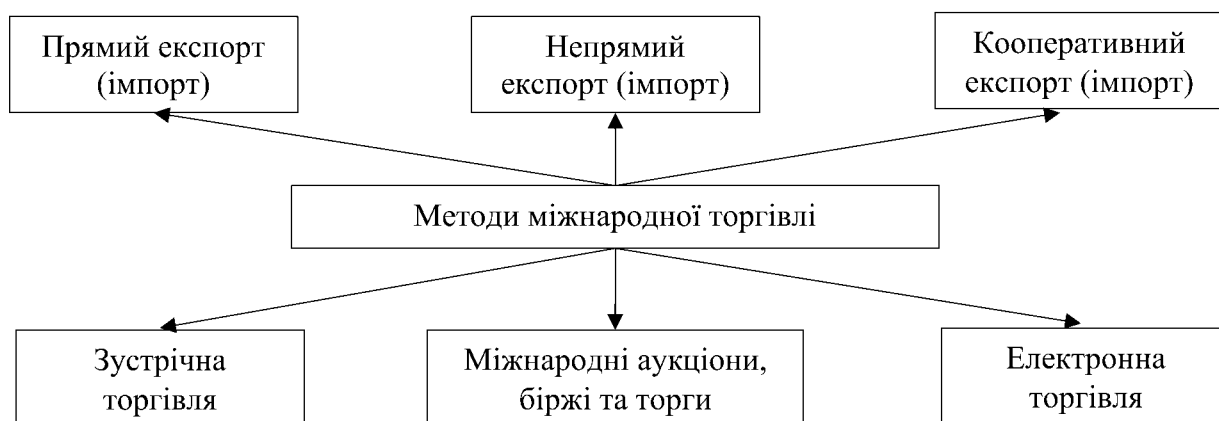 Прямий експорт
(імпорт)
Непрямий
експорт (імпорт)
Кооперативний
експорт (імпорт)
Методи міжнародної торгівлі
Зустрічна
торгівля
Міжнародні аукціони,
біржі та торги
Електронна
торгівля